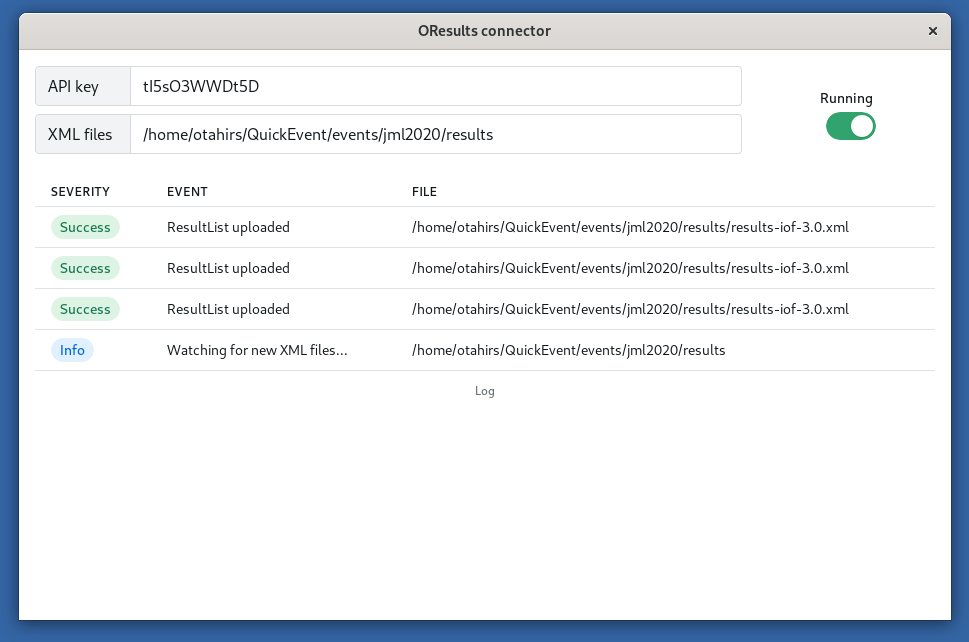 OResults connector ×
API key tI5sO3WWDt5D
Running
XML files /home/otahirs/QuickEvent/events/jml2020/results
SEVERITY EVENT FILE
Success ResultList uploaded /home/otahirs/QuickEvent/events/jml2020/results/results-iof-3.0.xml
Success ResultList uploaded /home/otahirs/QuickEvent/events/jml2020/results/results-iof-3.0.xml
Success ResultList uploaded /home/otahirs/QuickEvent/events/jml2020/results/results-iof-3.0.xml
Info Watching for new XML files... /home/otahirs/QuickEvent/events/jml2020/results
Log